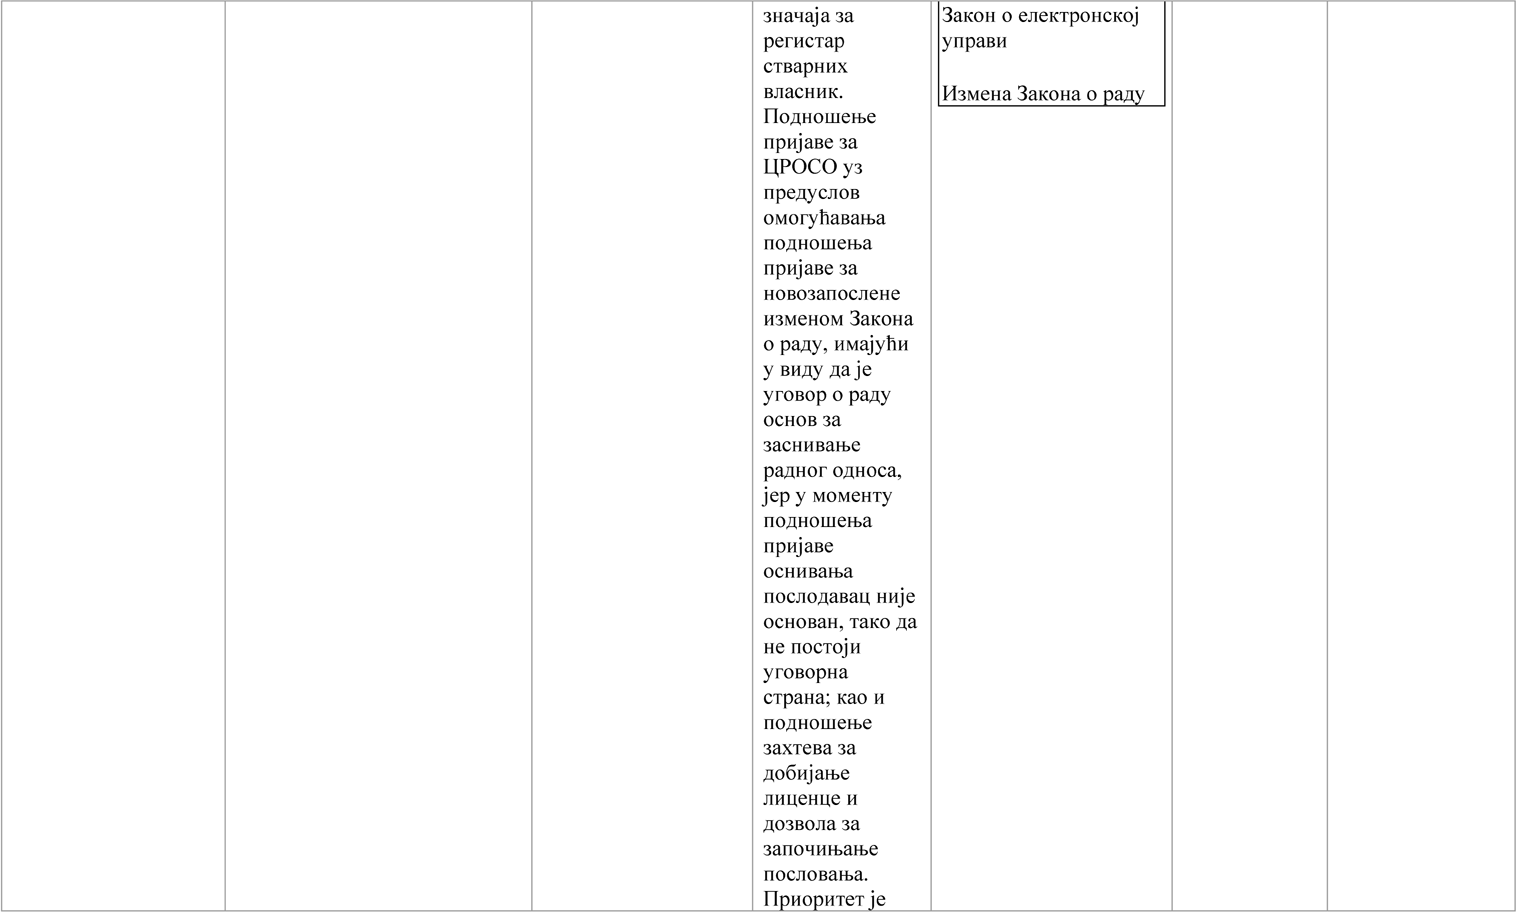 значаја за
регистар
стварних
власник.
Подношење
пријаве за
ЦРОСО уз
предуслов
омогућавања
подношења
пријаве за
новозапослене
изменом Закона
о раду, имајући
у виду да је
уговор о раду
основ за
заснивање
радног односа,
јер у моменту
подношења
пријаве
оснивања
послодавац није
основан, тако да
не постоји
уговорна
страна; као и
подношење
захтева за
добијање
лиценце и
дозвола за
започињање
пословања.
Приоритет је
Закон о електронској
управи
Измена Закона о раду